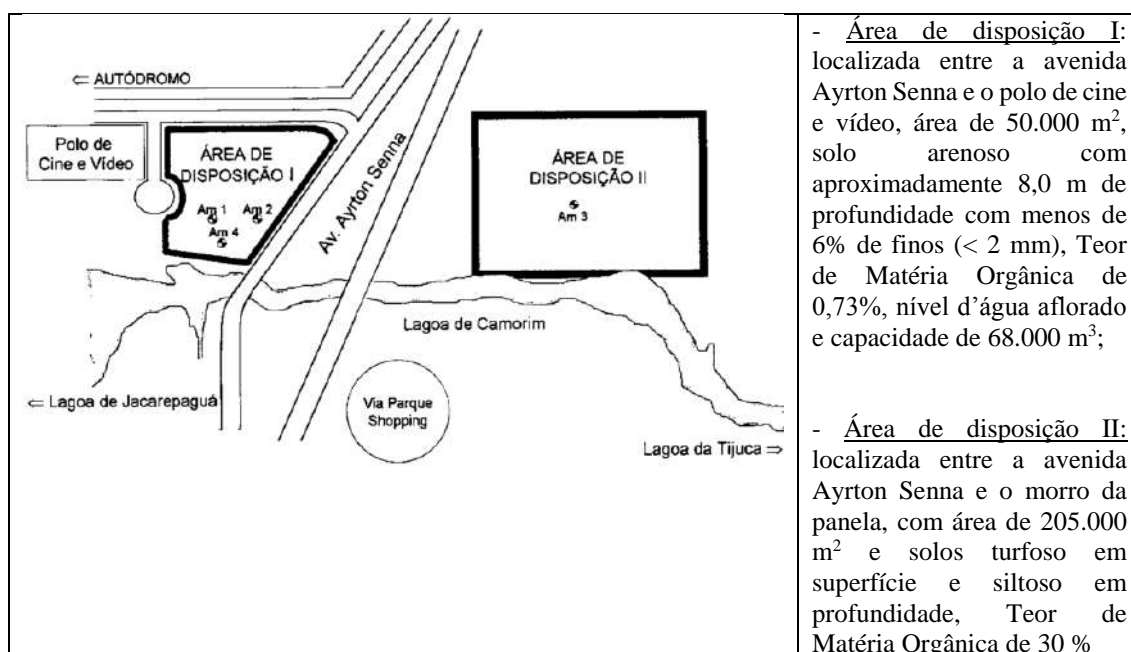 ⇐ AUTÓDROMO
Polo de
Cine e Vídeo
ÁREA DE
DISPOSIÇÃO I
Am 1
Am 2
Am 4
Av. Ayrton Senna
ÁREA DE
DISPOSIÇÃO II
Am 3
Lagoa de Camorim
⇐ Lagoa de Jacarepaguá
Via Parque
Shopping
Lagoa da Tijuca ⇒
- Área de disposição I:
localizada entre a avenida
Ayrton Senna e o polo de cine
e vídeo, área de 50.000 m²,
solo arenoso com
aproximadamente 8,0 m de
profundidade com menos de
6% de finos (< 2 mm), Teor
de Matéria Orgânica de
0,73%, nível d’água aflorado
e capacidade de 68.000 m³;
- Área de disposição II:
localizada entre a avenida
Ayrton Senna e o morro da
panela, com área de 205.000
m² e solos turfoso em
superfície e siltoso em
profundidade, Teor de
Matéria Orgânica de 30 %